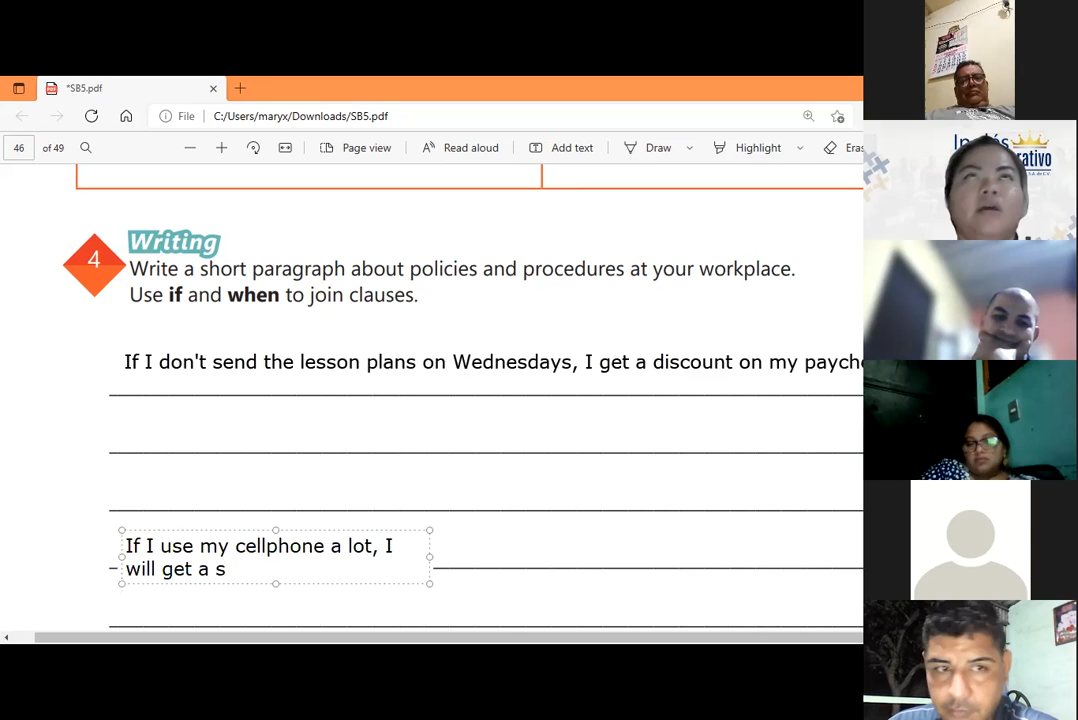 *SB5.pdf
File C:/Users/maryx/Downloads/SB5.pdf
46 of 49 Page view Read aloud Add text Draw Highlight Eras
4 Writing
Write a short paragraph about policies and procedures at your workplace.
Use if and when to join clauses.
If I don't send the lesson plans on Wednesdays, I get a discount on my payche
If I use my cellphone a lot, I
will get a s
Inglés
rativo